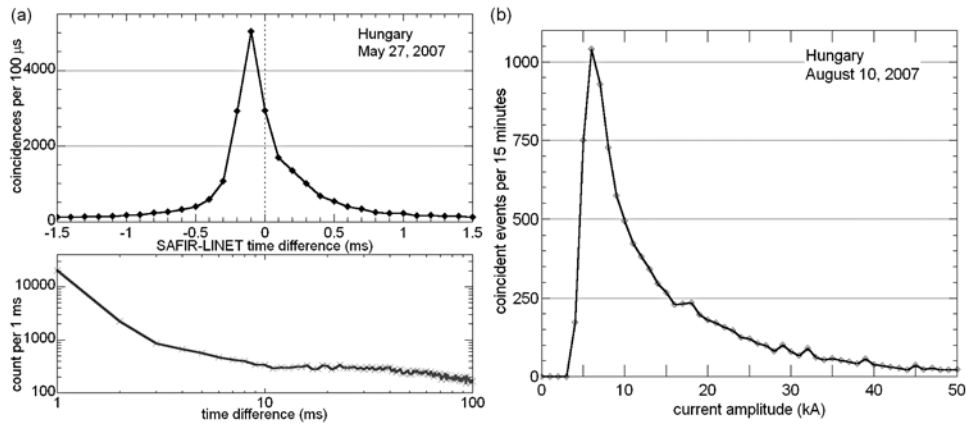 (a)
Hungary
May 27, 2007
coincidences per 100 µs
4000
2000
0
-1.5 -1 -0.5 0 0.5 1 1.5
SAFIR-LINET time difference (ms)
count per 1 ms
10000
1000
100
1 10 100
time difference (ms)
(b)
Hungary
August 10, 2007
coincident events per 15 minutes
1000
750
500
250
0
0 10 20 30 40 50
current amplitude (kA)